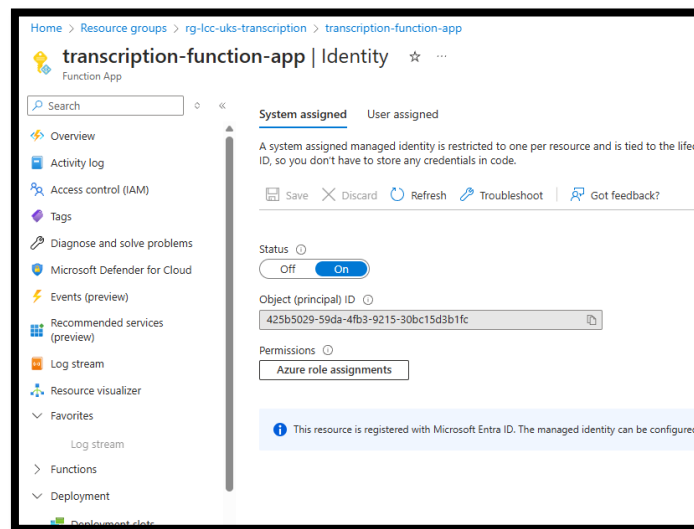 Home > Resource groups > rg-lcc-uks-transcription > transcription-function-app
transcription-function-app | Identity
Function App
Search
Overview
Activity log
Access control (IAM)
Tags
Diagnose and solve problems
Microsoft Defender for Cloud
Events (preview)
Recommended services
(preview)
Log stream
Resource visualizer
Favorites
Log stream
Functions
Deployment
Deployment slots
System assigned User assigned
A system assigned managed identity is restricted to one per resource and is tied to the
ID, so you don't have to store any credentials in code.
Save Discard Refresh Troubleshoot Got feedback?
Status
Off On
Object (principal) ID
425b5029-59da-4fb3-9215-30bc15d3b1fc
Permissions
Azure role assignments
This resource is registered with Microsoft Entra ID. The managed identity can be configured